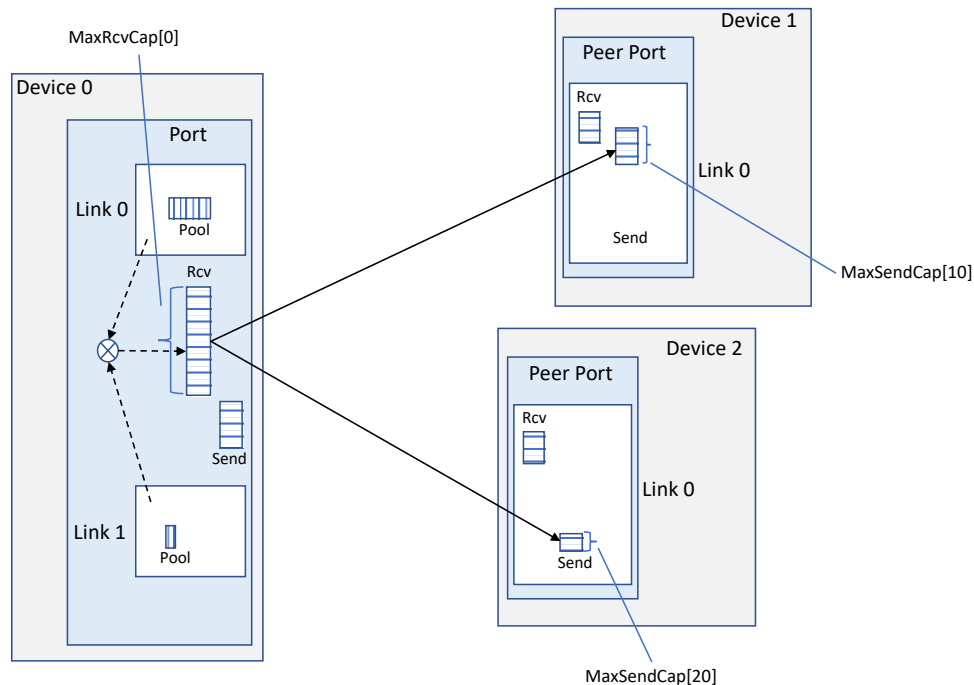 MaxRcvCap[0]
Device 0
Port
Link 0
Pool
Rcv
Send
Link 1
Pool
Device 1
Peer Port
Rcv
Link 0
Send
MaxSendCap[10]
Device 2
Peer Port
Rcv
Link 0
Send
MaxSendCap[20]